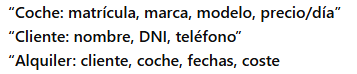 “Coche: matrícula, marca, modelo, precio/día”
“Cliente: nombre, DNI, teléfono”
“Alquiler: cliente, coche, fechas, coste